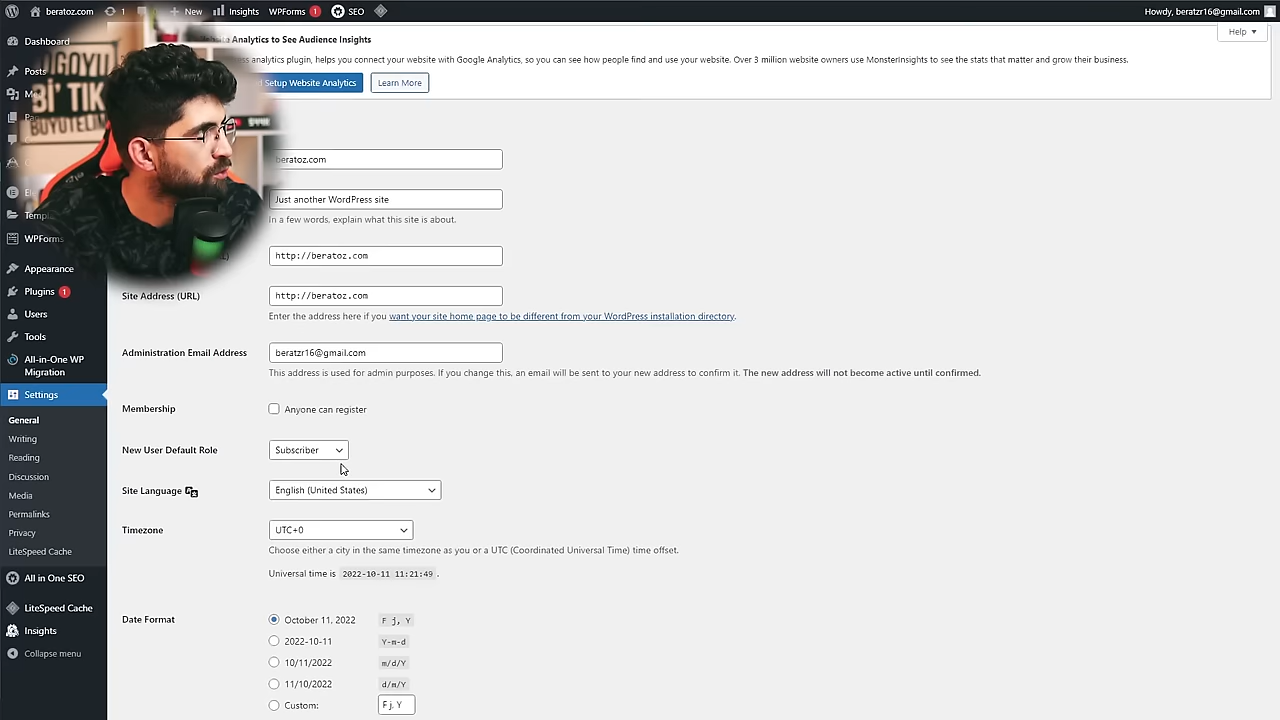 beratoz.com
1
New
Insights
WPForms 1
SEO
Howdy, beratzr16@gmail.com
Help
Dashboard
Posts
Analytics to See Audience Insights
analytics plugin, helps you connect your website with Google Analytics, so you can see how people find and use your website. Over 3 million website owners use MonsterInsights to see the stats that matter and grow their business.
Setup Website Analytics
Learn More
Bİ' TIK
BÜYÜTELİM
beratoz.com
Just another WordPress site
In a few words, explain what this site is about.
WPForms
http://beratoz.com
Appearance
Plugins 1
Users
Tools
All-in-One WP
Migration
Settings
General
Writing
Reading
Discussion
Media
Permalinks
Privacy
LiteSpeed Cache
All in One SEO
LiteSpeed Cache
Insights
Collapse menu
Site Address (URL)
http://beratoz.com
Enter the address here if you want your site home page to be different from your WordPress installation directory.
Administration Email Address
beratzr16@gmail.com
This address is used for admin purposes. If you change this, an email will be sent to your new address to confirm it. The new address will not become active until confirmed.
Membership
Anyone can register
New User Default Role
Subscriber
Site Language
English (United States)
Timezone
UTC+0
Choose either a city in the same timezone as you or a UTC (Coordinated Universal Time) time offset.
Universal time is 2022-10-11 11:21:49 .
Date Format
October 11, 2022 F j, Y
2022-10-11 Y-m-d
10/11/2022 m/d/Y
11/10/2022 d/m/Y
Custom: F j, Y